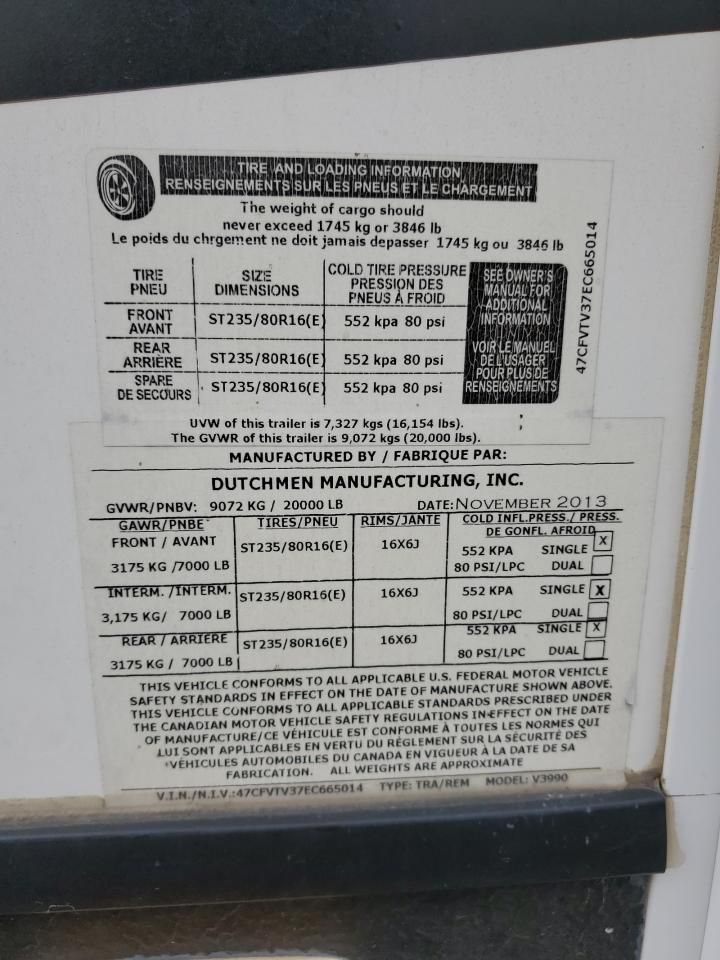 TIRE AND LOADING INFORMATION
RENSEIGNEMENTS SUR LES PNEUS ET LE CHARGEMENT
The weight of cargo should
never exceed 1745 kg or 3846 lb
Le poids du chrgement ne doit jamais depasser 1745 kg ou 3846 lb
TIRE PNEU
SIZE DIMENSIONS
COLD TIRE PRESSURE
PRESSION DES
PNEUS À FROID
FRONT AVANT
ST235/80R16(E)
552 kpa 80 psi
REAR ARRIÈRE
ST235/80R16(E)
552 kpa 80 psi
SPARE DE SECOURS
ST235/80R16(E)
552 kpa 80 psi
SEE OWNER'S
MANUAL FOR
ADDITIONAL
INFORMATION
VOIR LE MANUEL
DE L'USAGER
POUR PLUS DE
RENSEIGNEMENTS
47CFVTV37EC665014
UVW of this trailer is 7,327 kgs (16,154 lbs).
The GVWR of this trailer is 9,072 kgs (20,000 lbs).
MANUFACTURED BY / FABRIQUE PAR:
DUTCHMEN MANUFACTURING, INC.
GVWR/PNBV: 9072 KG / 20000 LB DATE: NOVEMBER 2013
GAWR/PNBE TIRES/PNEU RIMS/JANTE COLD INFL.PRESS./ PRESS.
DE GONFL. AFROID
FRONT / AVANT ST235/80R16(E) 16X6J 552 KPA SINGLE X
3175 KG /7000 LB 80 PSI/LPC DUAL
INTERM. /INTERM. ST235/80R16(E) 16X6J 552 KPA SINGLE X
3,175 KG/ 7000 LB 80 PSI/LPC DUAL
REAR / ARRIERE ST235/80R16(E) 16X6J 552 KPA SINGLE X
3175 KG / 7000 LB 80 PSI/LPC DUAL
THIS VEHICLE CONFORMS TO ALL APPLICABLE U.S. FEDERAL MOTOR VEHICLE
SAFETY STANDARDS IN EFFECT ON THE DATE OF MANUFACTURE SHOWN ABOVE.
THIS VEHICLE CONFORMS TO ALL APPLICABLE STANDARDS PRESCRIBED UNDER
THE CANADIAN MOTOR VEHICLE SAFETY REGULATIONS IN EFFECT ON THE DATE
OF MANUFACTURE/CE VÉHICULE EST CONFORME À TOUTES LES NORMES QUI
LUI SONT APPLICABLES EN VERTU DU RÈGLEMENT SUR LA SÉCURITÉ DES
VÉHICULES AUTOMOBILES DU CANADA EN VIGUEUR À LA DATE DE SA
FABRICATION. ALL WEIGHTS ARE APPROXIMATE
V.I.N./N.I.V.:47CFVTV37EC665014 TYPE: TRA/REM MODEL: V3990